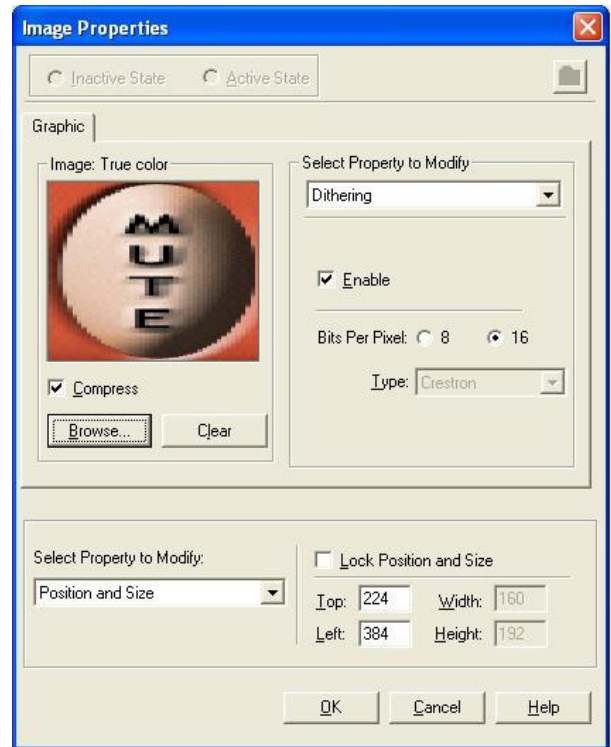 Image Properties
Inactive State Active State
Graphic
Image: True color
MUTE
Compress
Browse... Clear
Select Property to Modify
Dithering
Enable
Bits Per Pixel: 8 16
Type: Crestron
Select Property to Modify:
Position and Size
Lock Position and Size
Top: 224 Width: 160
Left: 384 Height: 192
OK Cancel Help